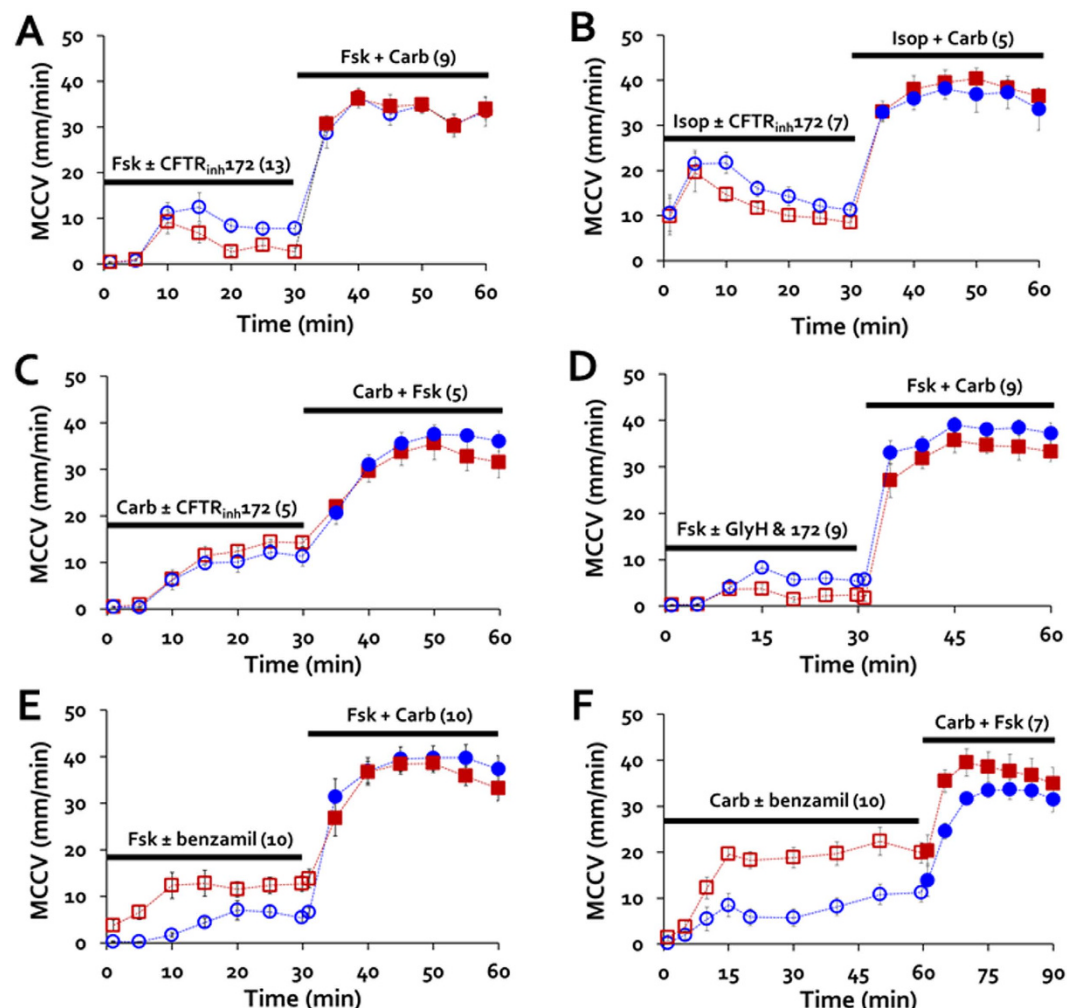 A
MCCV (mm/min)
50
40
30
20
10
0
Fsk + Carb (9)
Fsk ± CFTRinh172 (13)
0 10 20 30 40 50 60
Time (min)
B
MCCV (mm/min)
50
40
30
20
10
0
Isop + Carb (5)
Isop ± CFTRinh172 (7)
0 10 20 30 40 50 60
Time (min)
C
MCCV (mm/min)
50
40
30
20
10
0
Carb + Fsk (5)
Carb ± CFTRinh172 (5)
0 10 20 30 40 50 60
Time (min)
D
MCCV (mm/min)
50
40
30
20
10
0
Fsk + Carb (9)
Fsk ± GlyH & 172 (9)
0 15 30 45 60
Time (min)
E
MCCV (mm/min)
50
40
30
20
10
0
Fsk + Carb (10)
Fsk ± benzamil (10)
0 10 20 30 40 50 60
Time (min)
F
MCCV (mm/min)
50
40
30
20
10
0
Carb + Fsk (7)
Carb ± benzamil (10)
0 15 30 45 60 75 90
Time (min)